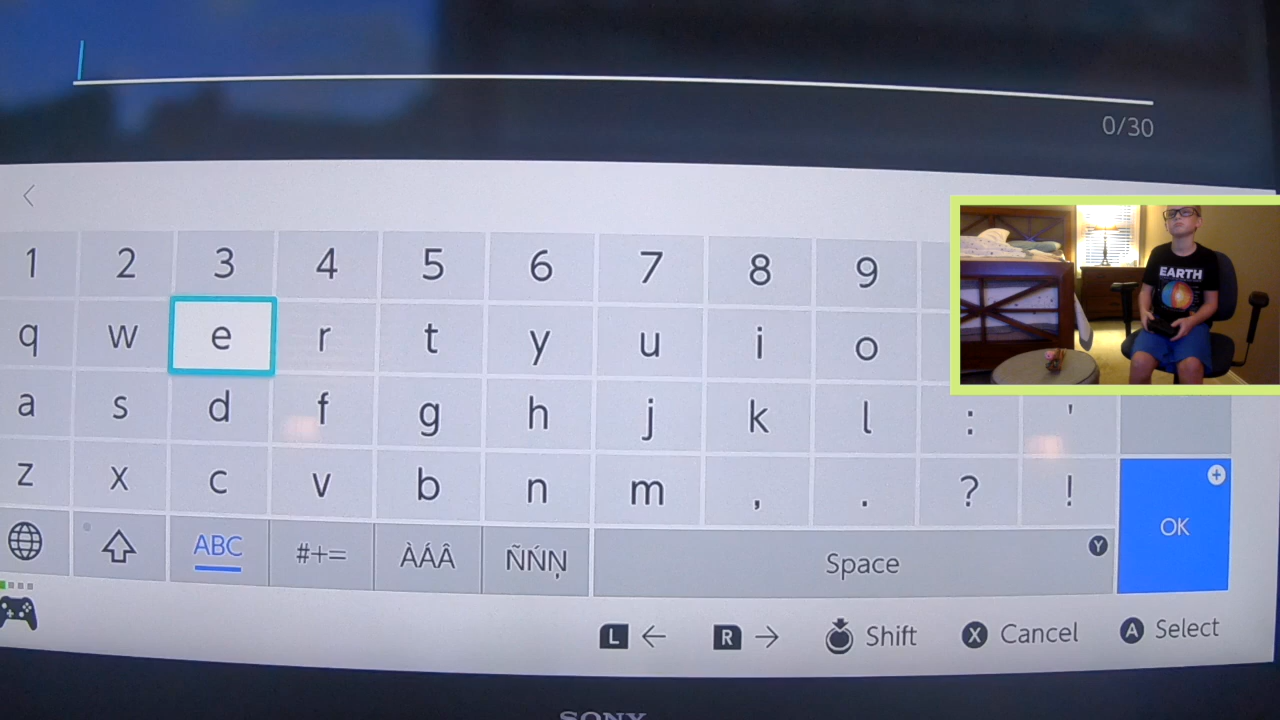 0/30
1 2 3 4 5 6 7 8 9
q w e r t y u i o
a s d f g h j k l : '
z x c v b n m , . ? !
ABC #+= ÀÁÂ ÑŃŅ Space Y + OK
L ← R → Shift X Cancel A Select
SONY
EARTH